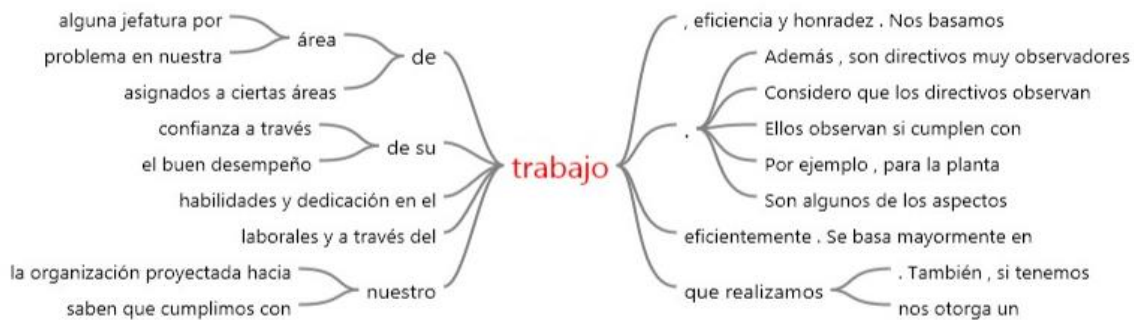 alguna jefatura por
problema en nuestra
área
de
asignados a ciertas áreas
confianza a través
el buen desempeño
de su
habilidades y dedicación en el
laborales y a través del
la organización proyectada hacia
saben que cumplimos con
nuestro
trabajo
, eficiencia y honradez . Nos basamos
.
Además , son directivos muy observadores
Considero que los directivos observan
Ellos observan si cumplen con
Por ejemplo , para la planta
Son algunos de los aspectos
eficientemente . Se basa mayormente en
que realizamos
. También , si tenemos
nos otorga un